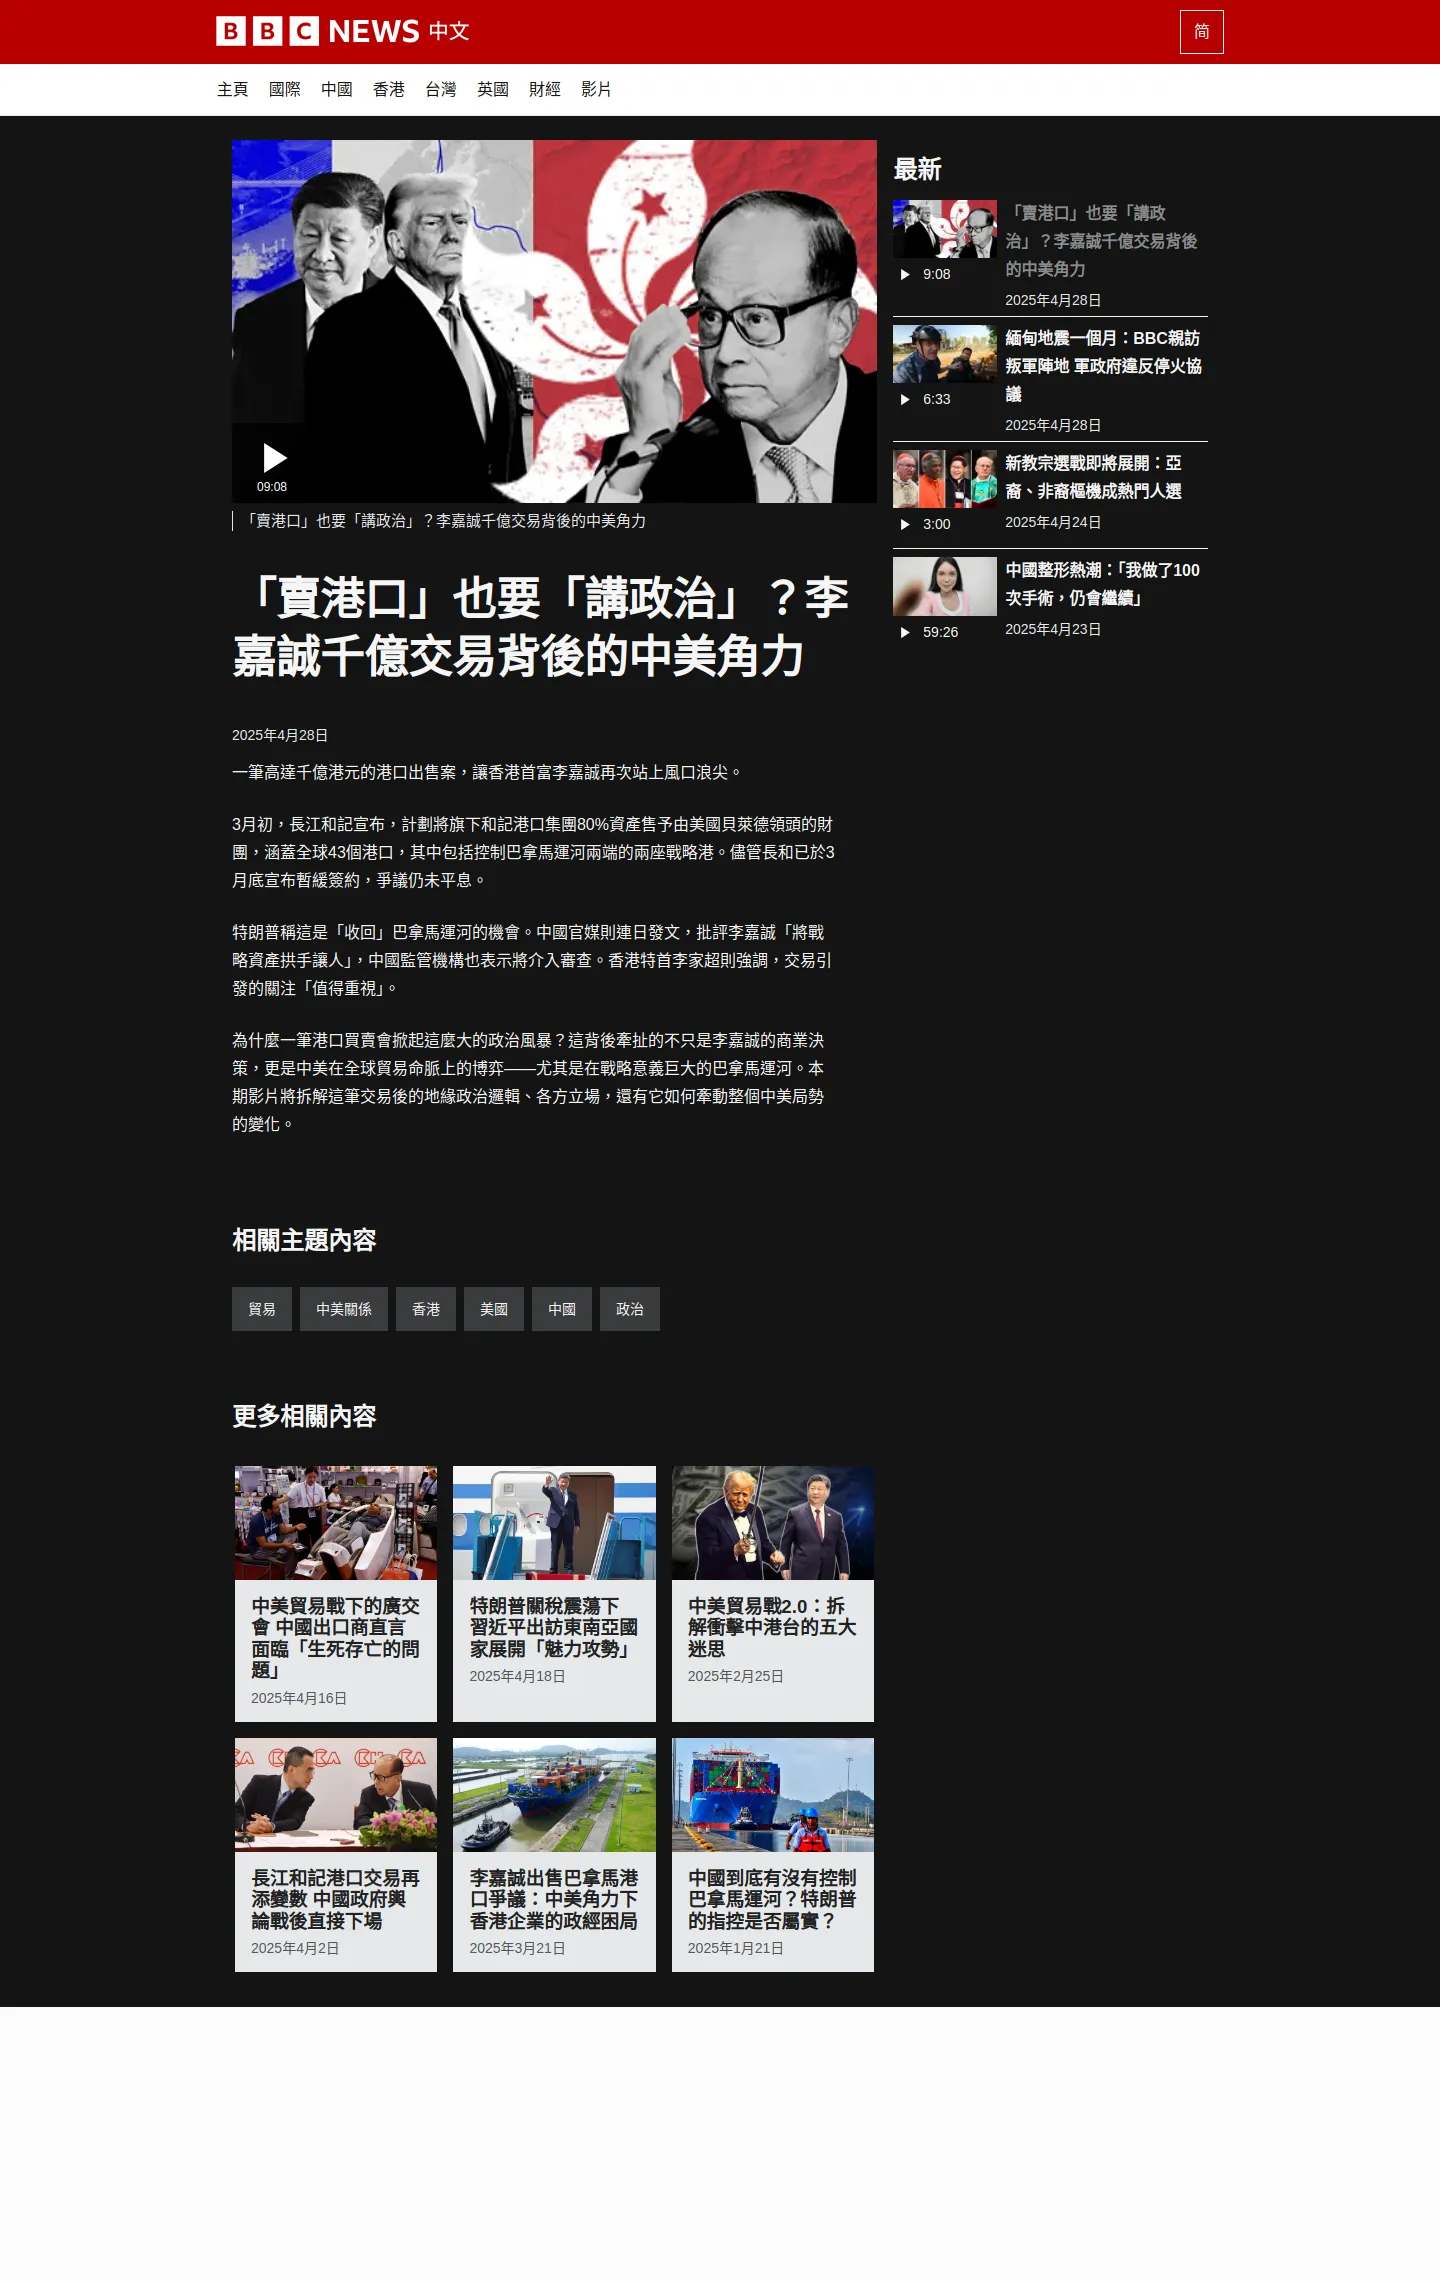 BBC NEWS 中文
简
主頁 國際 中國 香港 台灣 英國 財經 影片
09:08
「賣港口」也要「講政治」？李嘉誠千億交易背後的中美角力
「賣港口」也要「講政治」？李
嘉誠千億交易背後的中美角力
2025年4月28日
一筆高達千億港元的港口出售案，讓香港首富李嘉誠再次站上風口浪尖。
3月初，長江和記宣布，計劃將旗下和記港口集團80%資產售予由美國貝萊德領頭的財
團，涵蓋全球43個港口，其中包括控制巴拿馬運河兩端的兩座戰略港。儘管長和已於3
月底宣布暫緩簽約，爭議仍未平息。
特朗普稱這是「收回」巴拿馬運河的機會。中國官媒則連日發文，批評李嘉誠「將戰
略資產拱手讓人」，中國監管機構也表示將介入審查。香港特首李家超則強調，交易引
發的關注「值得重視」。
為什麼一筆港口買賣會掀起這麼大的政治風暴？這背後牽扯的不只是李嘉誠的商業決
策，更是中美在全球貿易命脈上的博弈——尤其是在戰略意義巨大的巴拿馬運河。本
期影片將拆解這筆交易後的地緣政治邏輯、各方立場，還有它如何牽動整個中美局勢
的變化。
最新
「賣港口」也要「講政
治」？李嘉誠千億交易背後
的中美角力
9:08
2025年4月28日
緬甸地震一個月：BBC親訪
叛軍陣地 軍政府違反停火協
議
6:33
2025年4月28日
新教宗選戰即將展開：亞
裔、非裔樞機成熱門人選
3:00
2025年4月24日
中國整形熱潮：「我做了100
次手術，仍會繼續」
59:26
2025年4月23日
相關主題內容
貿易 中美關係 香港 美國 中國 政治
更多相關內容
中美貿易戰下的廣交
會 中國出口商直言
面臨「生死存亡的問
題」
2025年4月16日
特朗普關稅震蕩下
習近平出訪東南亞國
家展開「魅力攻勢」
2025年4月18日
中美貿易戰2.0：拆
解衝擊中港台的五大
迷思
2025年2月25日
長江和記港口交易再
添變數 中國政府輿
論戰後直接下場
2025年4月2日
李嘉誠出售巴拿馬港
口爭議：中美角力下
香港企業的政經困局
2025年3月21日
中國到底有沒有控制
巴拿馬運河？特朗普
的指控是否屬實？
2025年1月21日